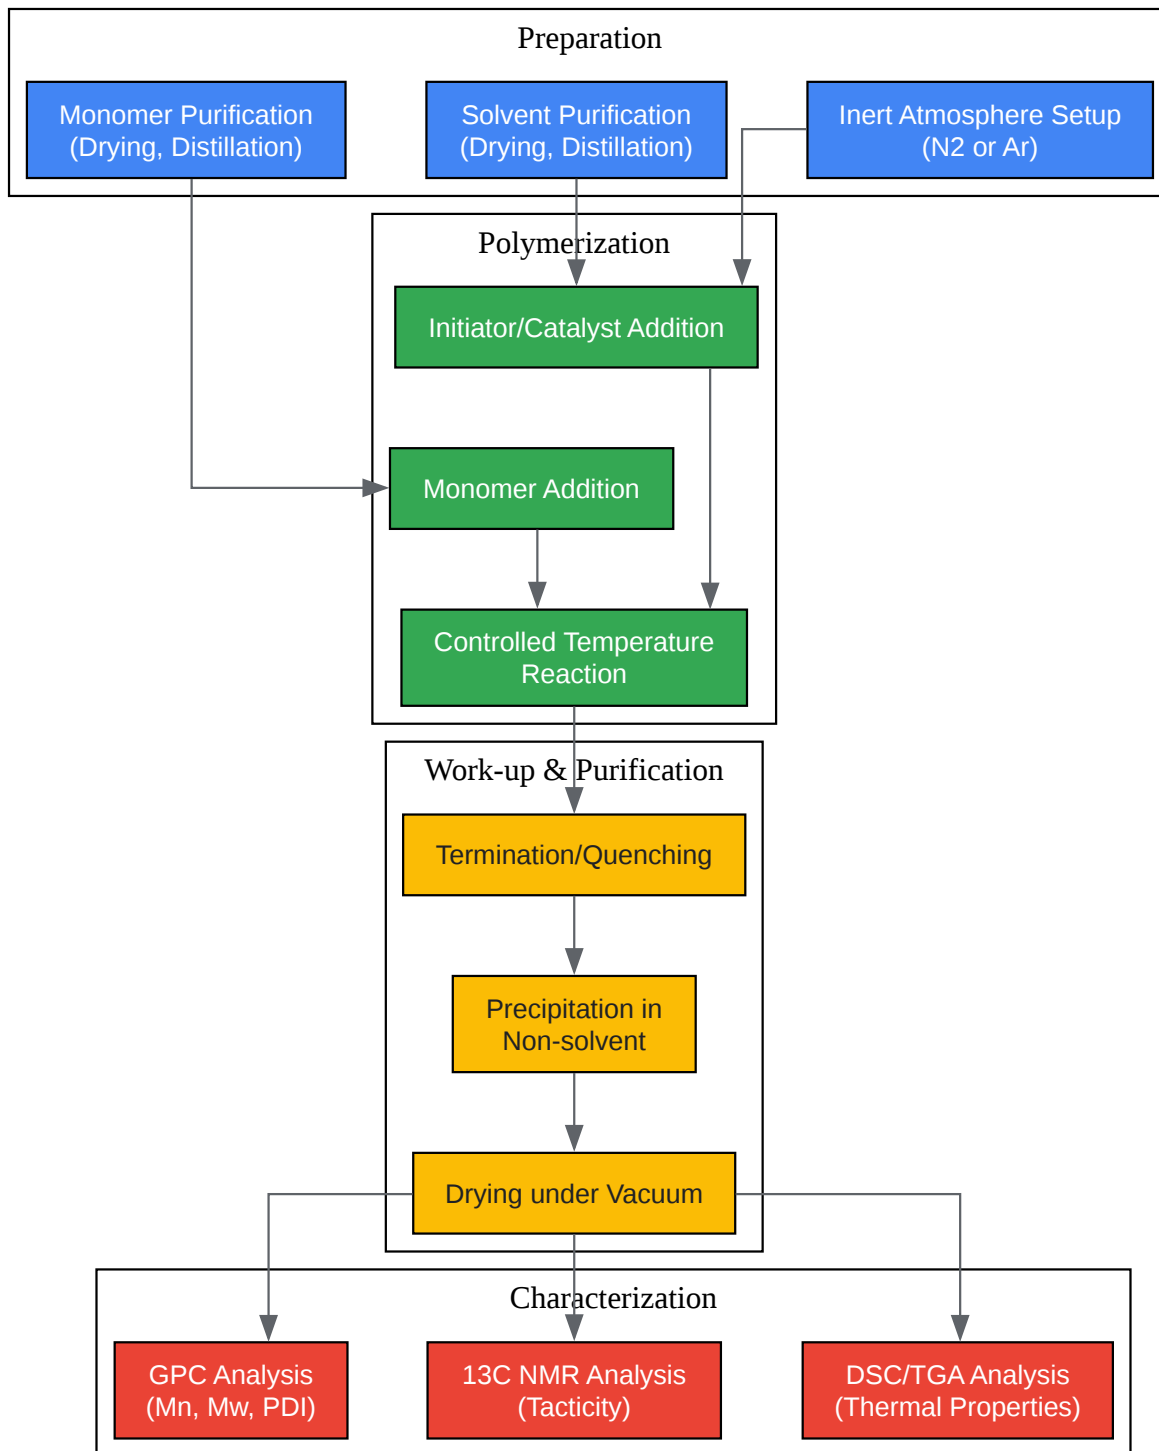 Preparation
Monomer Purification
(Drying, Distillation)
Solvent Purification
(Drying, Distillation)
Inert Atmosphere Setup
(N2 or Ar)
Polymerization
Initiator/Catalyst Addition
Monomer Addition
Controlled Temperature
Reaction
Work-up & Purification
Termination/Quenching
Precipitation in
Non-solvent
Drying under Vacuum
Characterization
GPC Analysis
(Mn, Mw, PDI)
13C NMR Analysis
(Tacticity)
DSC/TGA Analysis
(Thermal Properties)